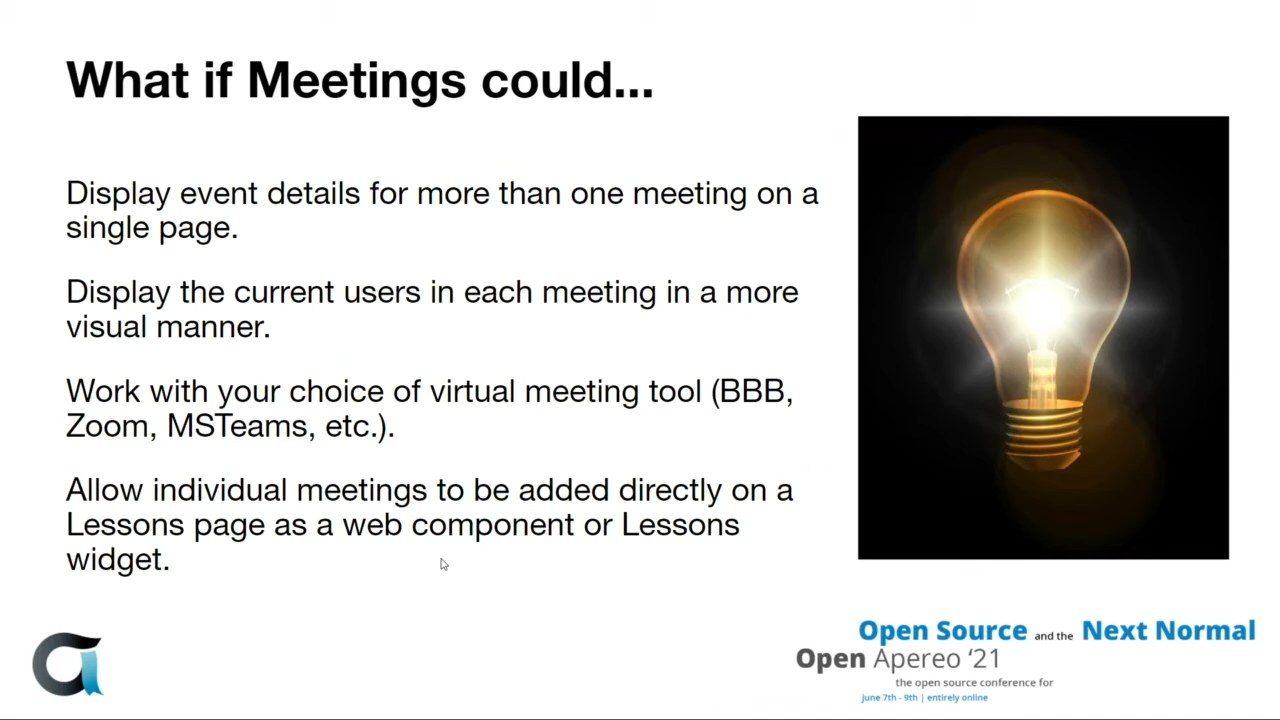 What if Meetings could...
Display event details for more than one meeting on a
single page.
Display the current users in each meeting in a more
visual manner.
Work with your choice of virtual meeting tool (BBB,
Zoom, MSTeams, etc.).
Allow individual meetings to be added directly on a
Lessons page as a web component or Lessons
widget.
Open Source and the Next Normal
Open Apereo ‘21
the open source conference for
june 7th - 9th | entirely online